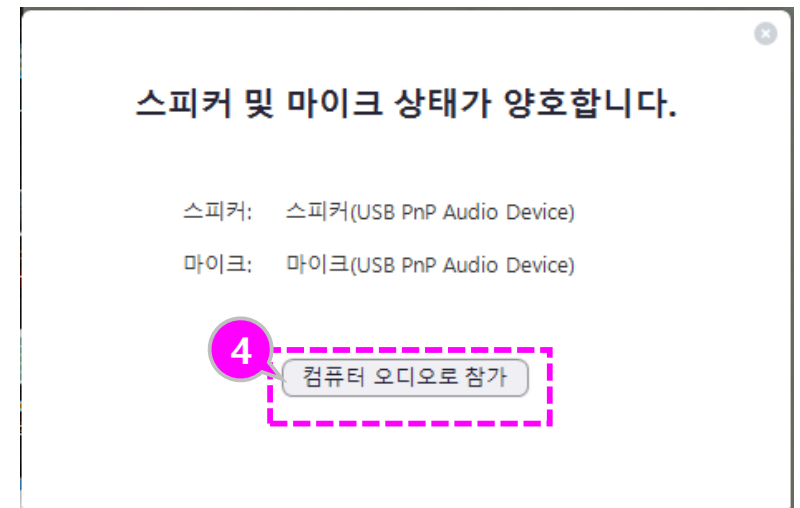 스피커 및 마이크 상태가 양호합니다.
스피커: 스피커(USB PnP Audio Device)
마이크: 마이크(USB PnP Audio Device)
4
컴퓨터 오디오로 참가